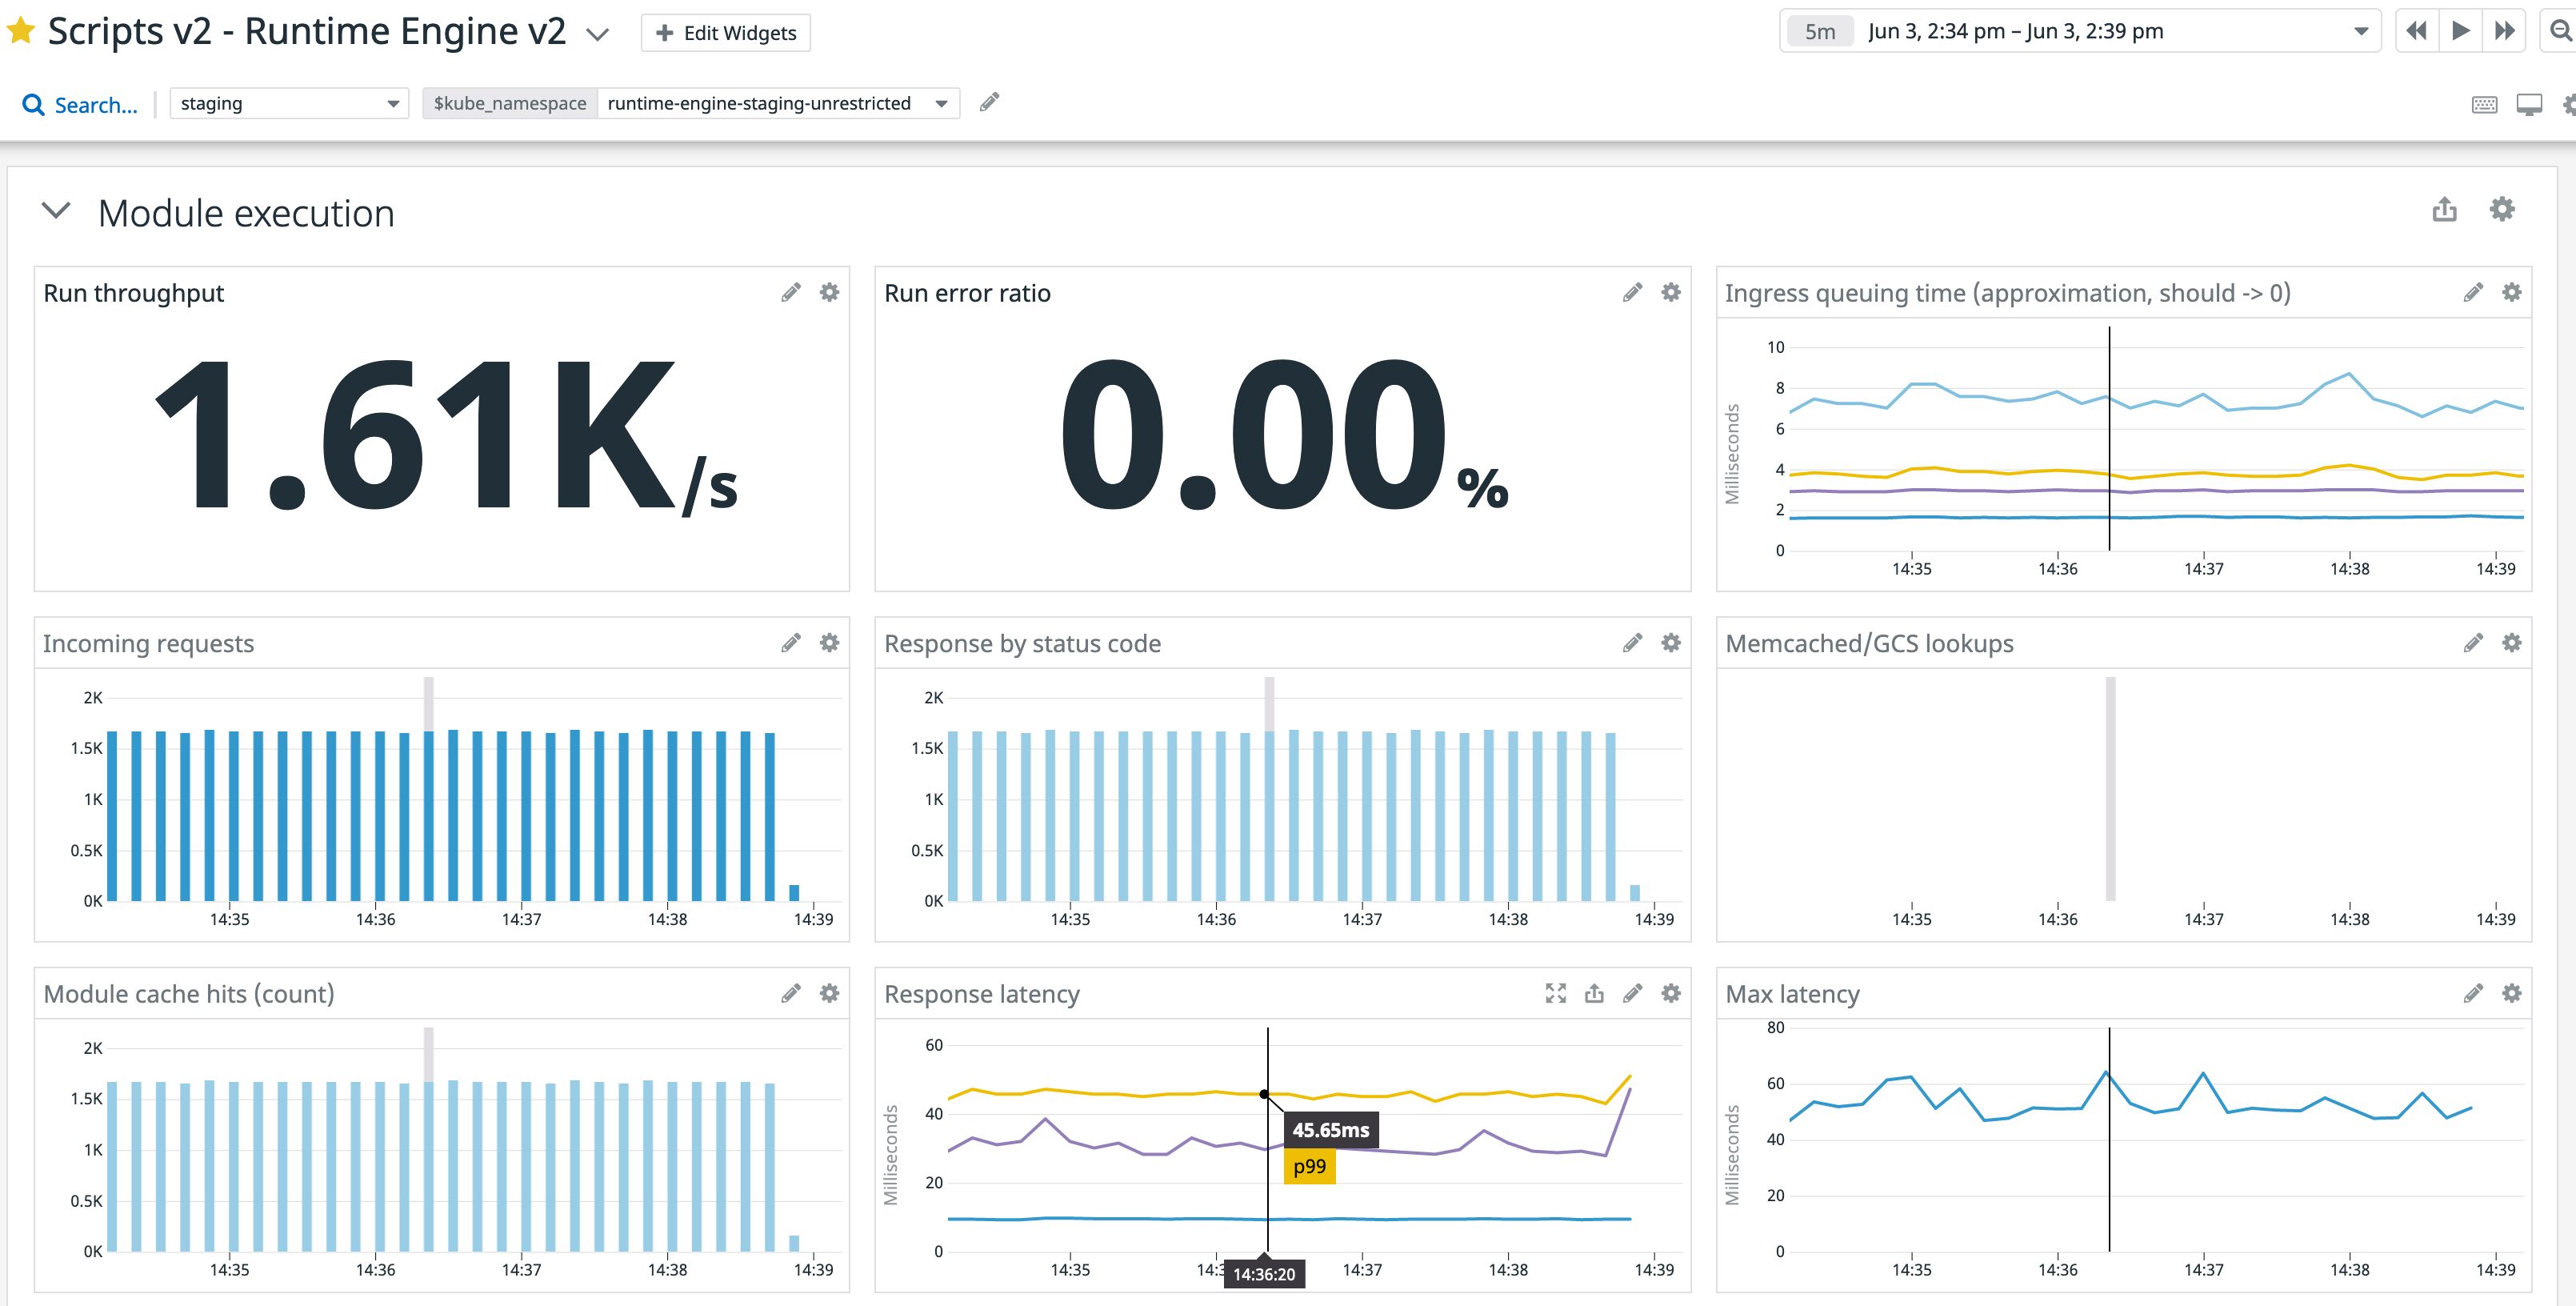 Scripts v2 - Runtime Engine v2
Edit Widgets
5m Jun 3, 2:34 pm – Jun 3, 2:39 pm
Search...
staging
$kube_namespace runtime-engine-staging-unrestricted
Module execution
Run throughput
1.61K/s
Run error ratio
0.00%
Ingress queuing time (approximation, should -> 0)
Milliseconds
10
8
6
4
2
0
14:35 14:36 14:37 14:38 14:39
Incoming requests
2K
1.5K
1K
0.5K
0K
14:35 14:36 14:37 14:38 14:39
Response by status code
2K
1.5K
1K
0.5K
0K
14:35 14:36 14:37 14:38 14:39
Memcached/GCS lookups
14:35 14:36 14:37 14:38 14:39
Module cache hits (count)
2K
1.5K
1K
0.5K
0K
14:35 14:36 14:37 14:38 14:39
Response latency
Milliseconds
60
40
20
0
45.65ms
p99
14:35 14:3 14:36:20 14:37 14:38 14:39
Max latency
Milliseconds
80
60
40
20
0
14:35 14:36 14:37 14:38 14:39